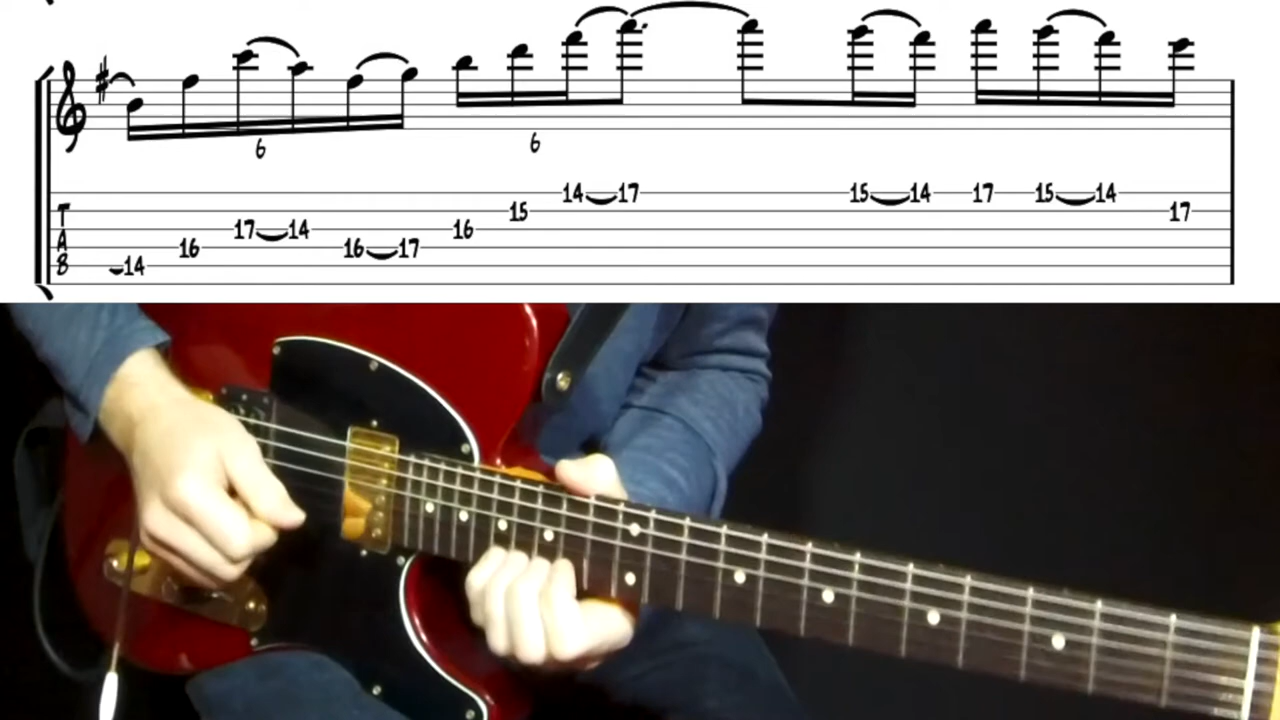 6 6
14 17 15 14 17 15 14
T 15 17
17 14 16
A 16 16 17
B 14